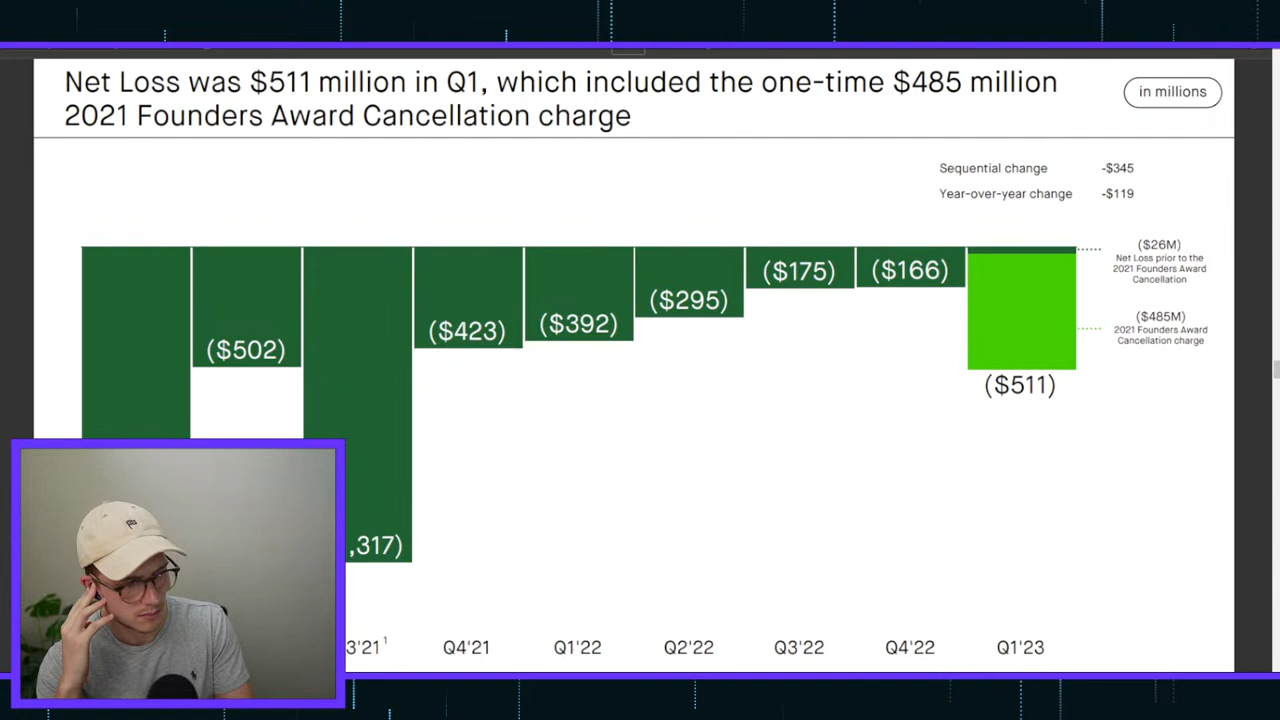 Net Loss was $511 million in Q1, which included the one-time $485 million
2021 Founders Award Cancellation charge
in millions
Sequential change -$345
Year-over-year change -$119
($502)
,317)
($423)
($392)
($295)
($175)
($166)
($511)
($26M)
Net Loss prior to the
2021 Founders Award
Cancellation
($485M)
2021 Founders Award
Cancellation charge
3'21¹ Q4'21 Q1'22 Q2'22 Q3'22 Q4'22 Q1'23